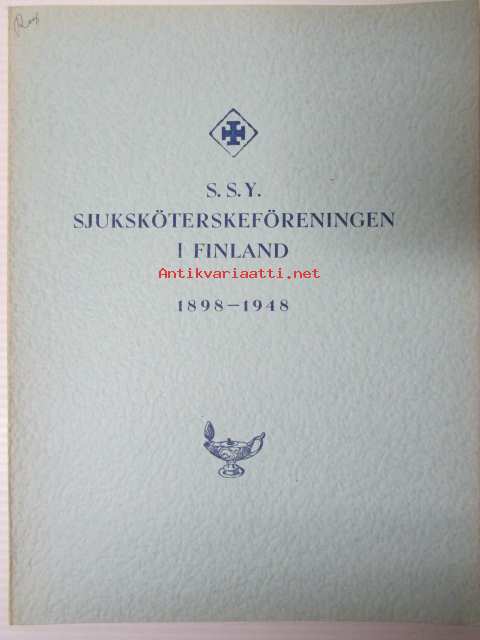 S. S. Y.
SJUKSKÖTERSKEFÖRENINGEN
I FINLAND
Antikvariaatti.net
1898–1948